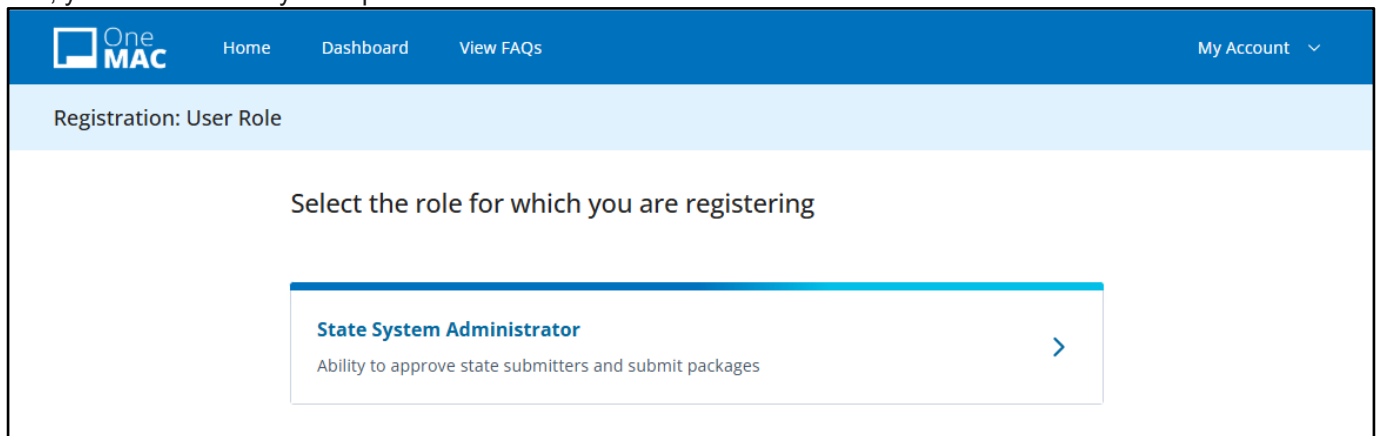 One
MAC
Home Dashboard View FAQs My Account
Registration: User Role
Select the role for which you are registering
State System Administrator
Ability to approve state submitters and submit packages